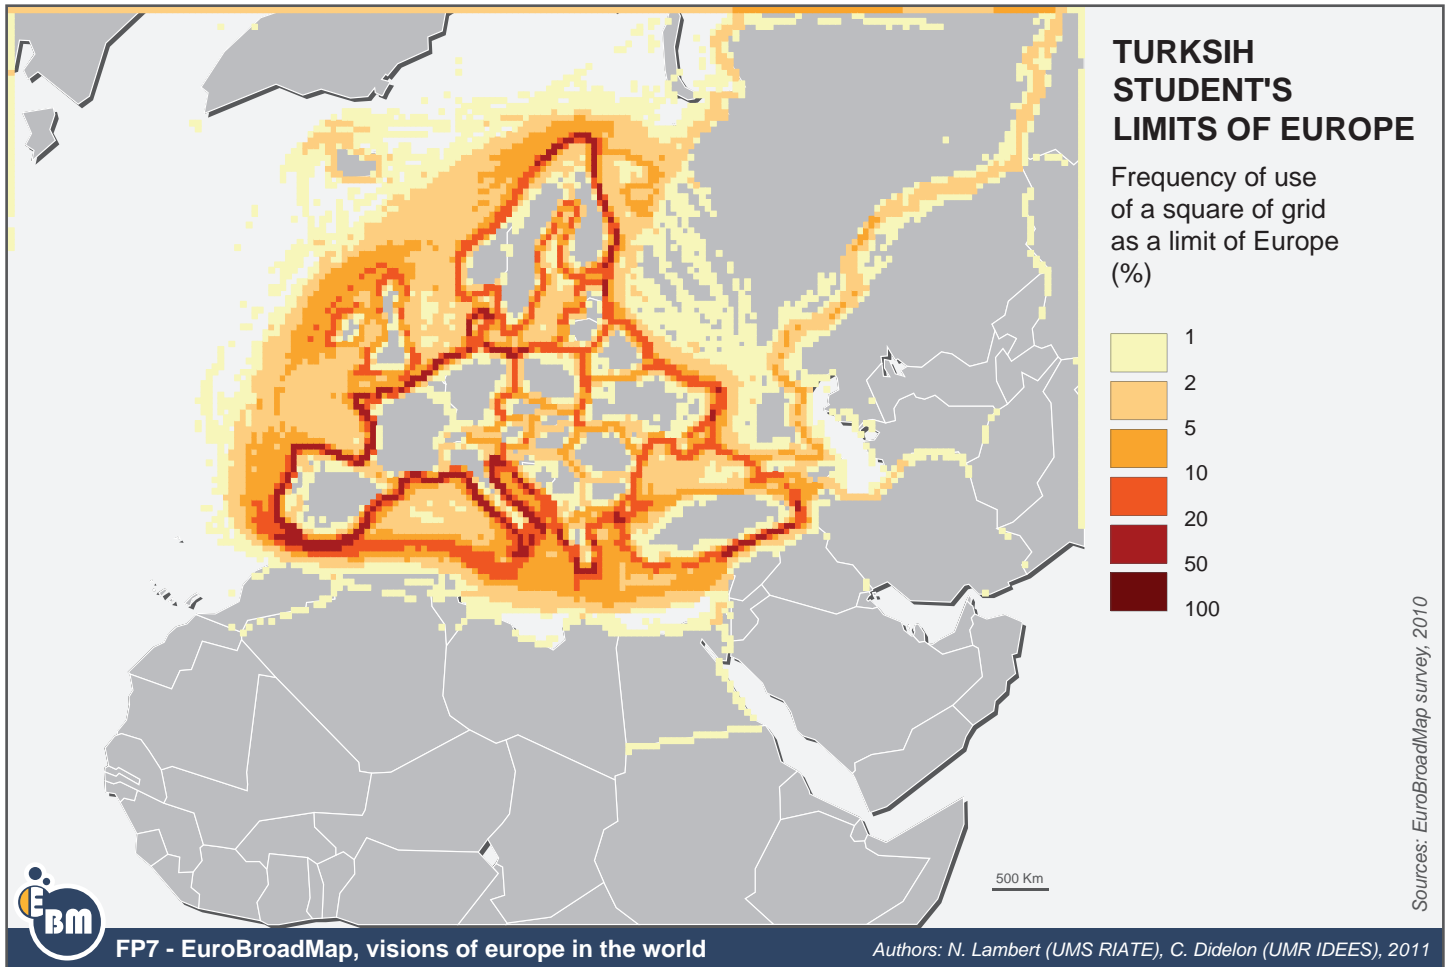 TURKSIH
STUDENT'S
LIMITS OF EUROPE
Frequency of use
of a square of grid
as a limit of Europe
(%)
1
2
5
10
20
50
100
Sources: EuroBroadMap survey, 2010
500 Km
EBM
FP7 - EuroBroadMap, visions of europe in the world
Authors: N. Lambert (UMS RIATE), C. Didelon (UMR IDEES), 2011